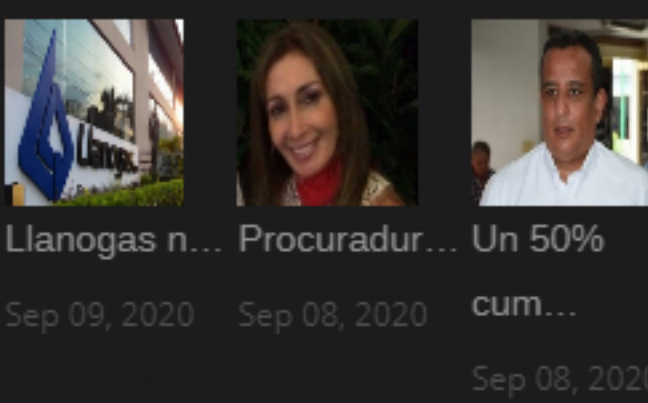 Llanogas
Llanogas n...
Sep 09, 2020
Procuradur...
Sep 08, 2020
Un 50%
cum...
Sep 08, 2020